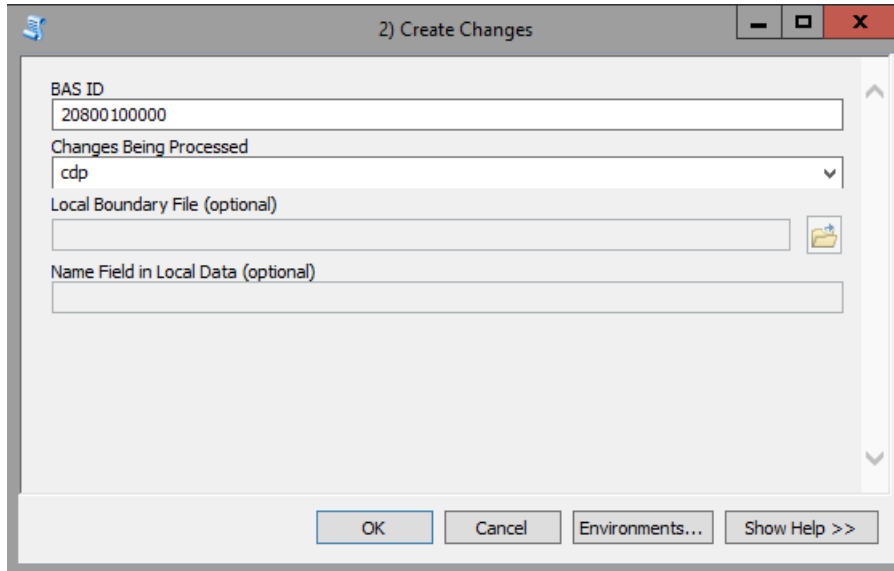 2) Create Changes
BAS ID
20800100000
Changes Being Processed
cdp
Local Boundary File (optional)
Name Field in Local Data (optional)
OK Cancel Environments... Show Help >>